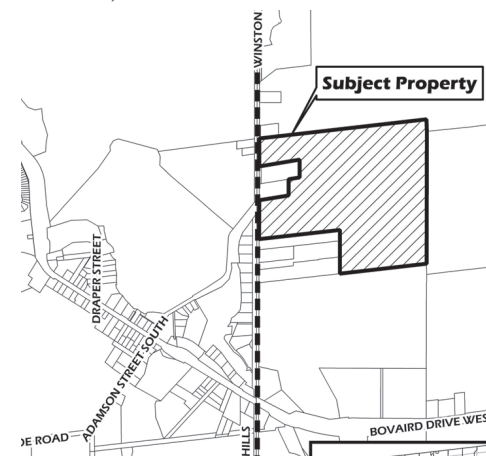 WINSTON
Subject Property
DRAPER STREET
ADAMSON STREET SOUTH
DE ROAD
HILLS
BOVAIRD DRIVE WES